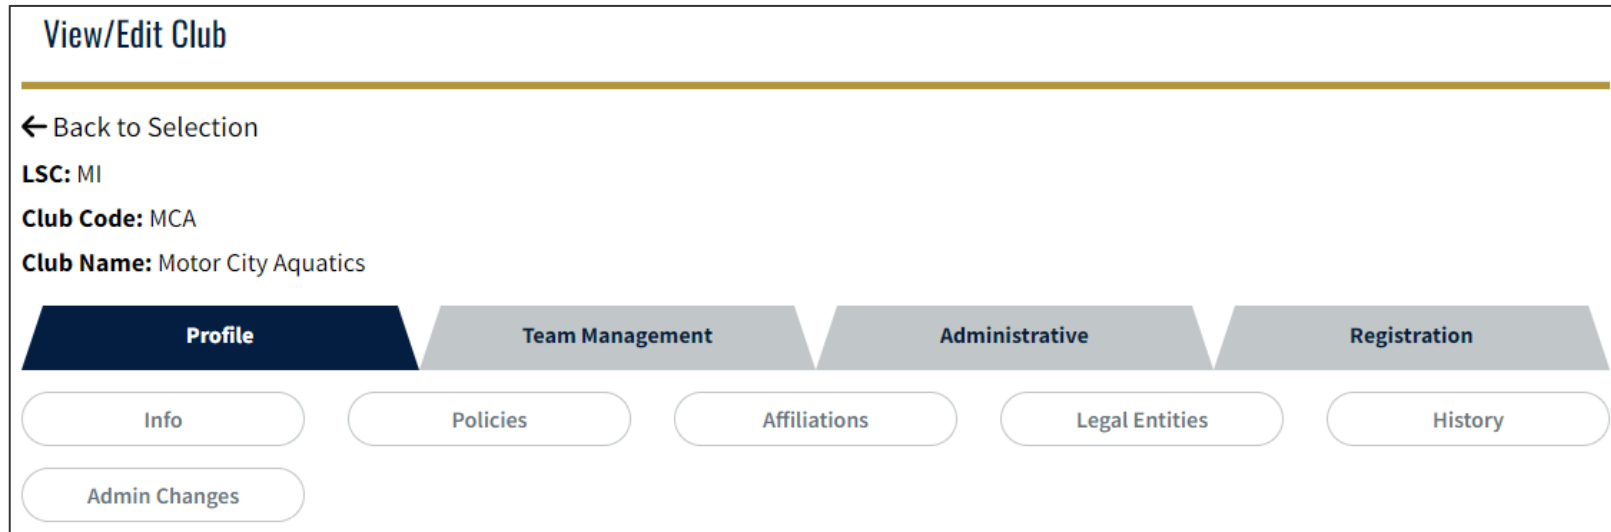 View/Edit Club
← Back to Selection
LSC: MI
Club Code: MCA
Club Name: Motor City Aquatics
Profile Team Management Administrative Registration
Info Policies Affiliations Legal Entities History
Admin Changes